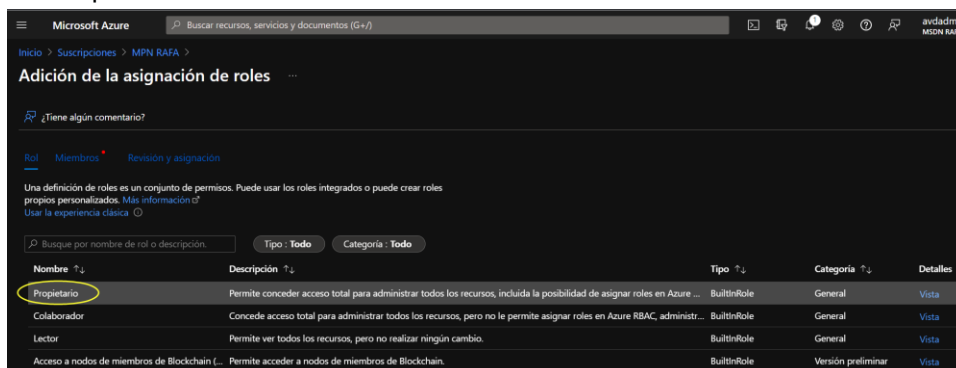 Microsoft Azure
Buscar recursos, servicios y documentos (G+/)
1
avdadm
MSDN RA
Inicio > Suscripciones > MPN RAFA >
Adición de la asignación de roles ...
¿Tiene algún comentario?
Rol Miembros Revisión y asignación
Una definición de roles es un conjunto de permisos. Puede usar los roles integrados o puede crear roles
propios personalizados. Más información
Usar la experiencia clásica
Busque por nombre de rol o descripción. Tipo : Todo Categoría : Todo
Nombre ↑↓ Descripción ↑↓ Tipo ↑↓ Categoría ↑↓ Detalles
Propietario Permite conceder acceso total para administrar todos los recursos, incluida la posibilidad de asignar roles en Azure ... BuiltInRole General Vista
Colaborador Concede acceso total para administrar todos los recursos, pero no le permite asignar roles en Azure RBAC, administr... BuiltInRole General Vista
Lector Permite ver todos los recursos, pero no realizar ningún cambio. BuiltInRole General Vista
Acceso a nodos de miembros de Blockchain (... Permite acceder a nodos de miembros de Blockchain. BuiltInRole Versión preliminar Vista